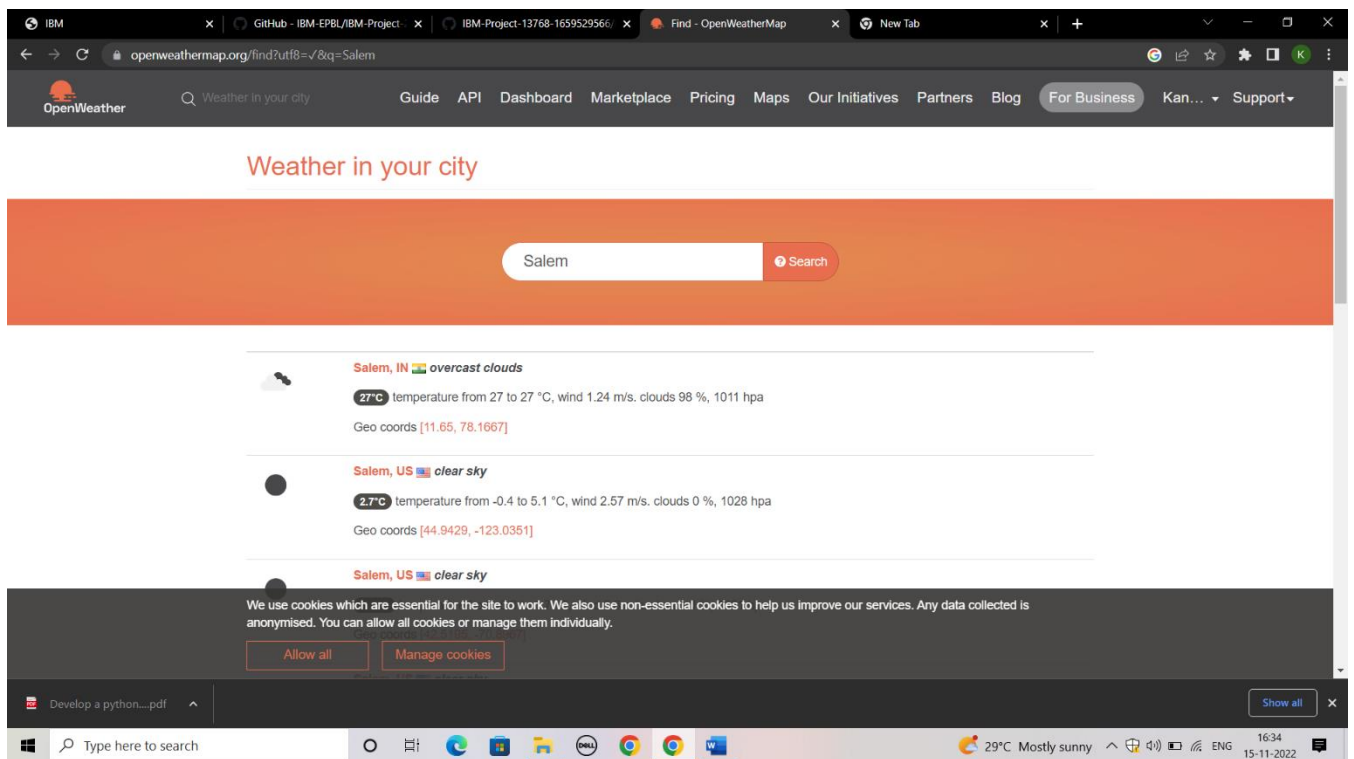 IBM
GitHub - IBM-EPBL/IBM-Project-
IBM-Project-13768-1659529566/
Find - OpenWeatherMap
New Tab
openweathermap.org/find?utf8=✓&q=Salem
K
OpenWeather
Weather in your city
Guide API Dashboard Marketplace Pricing Maps Our Initiatives Partners Blog For Business Kan... Support
Weather in your city
Salem
Search
Salem, IN overcast clouds
27°C temperature from 27 to 27 °C, wind 1.24 m/s. clouds 98 %, 1011 hpa
Geo coords [11.65, 78.1667]
Salem, US clear sky
2.7°C temperature from -0.4 to 5.1 °C, wind 2.57 m/s. clouds 0 %, 1028 hpa
Geo coords [44.9429, -123.0351]
Salem, US clear sky
We use cookies which are essential for the site to work. We also use non-essential cookies to help us improve our services. Any data collected is
anonymised. You can allow all cookies or manage them individually.
Allow all Manage cookies
Develop a python....pdf
Show all
Type here to search
DELL
29°C Mostly sunny
ENG
16:34
15-11-2022